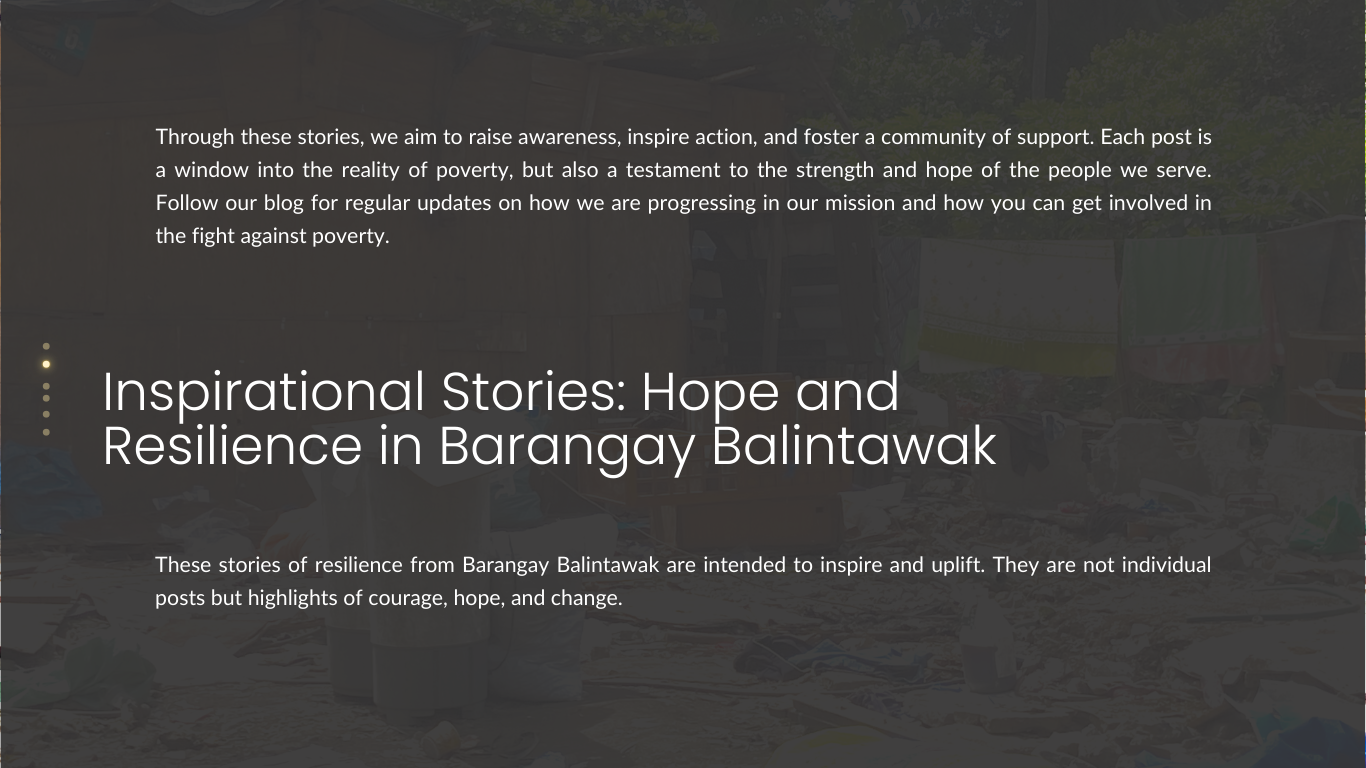 Through these stories, we aim to raise awareness, inspire action, and foster a community of support. Each post is
a window into the reality of poverty, but also a testament to the strength and hope of the people we serve.
Follow our blog for regular updates on how we are progressing in our mission and how you can get involved in
the fight against poverty.
Inspirational Stories: Hope and
Resilience in Barangay Balintawak
These stories of resilience from Barangay Balintawak are intended to inspire and uplift. They are not individual
posts but highlights of courage, hope, and change.